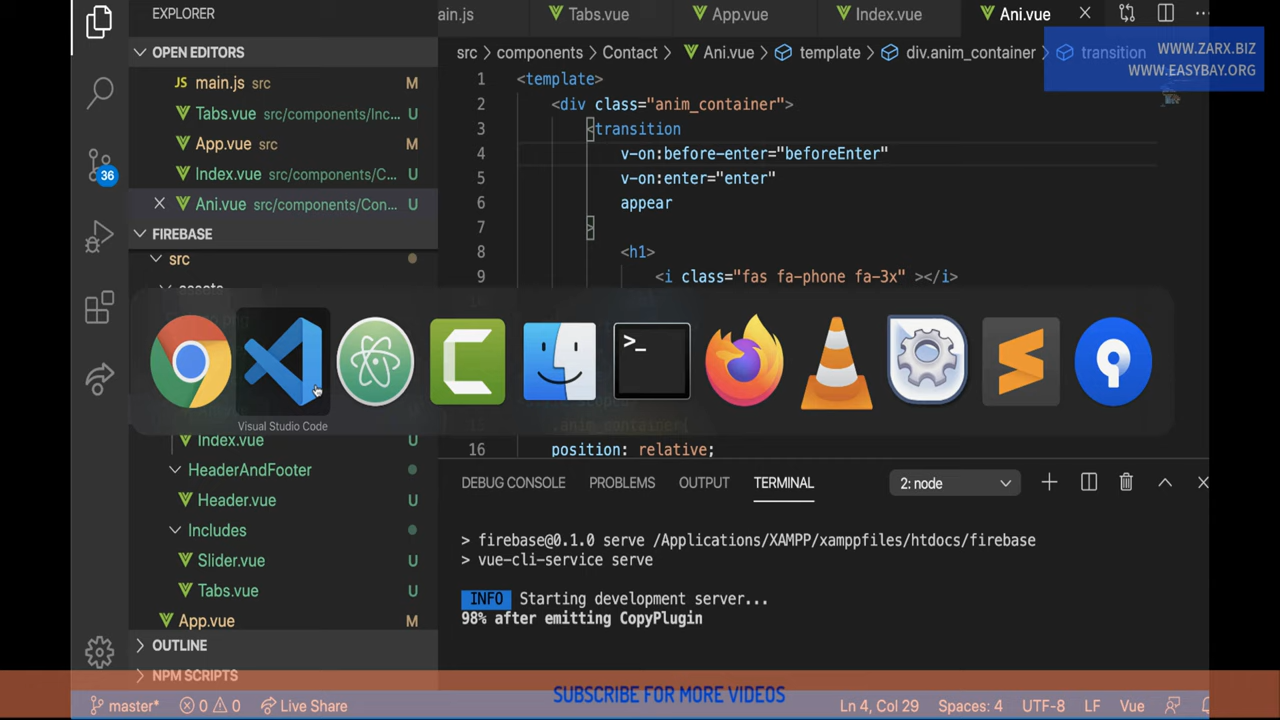 EXPLORER
OPEN EDITORS
JS main.js src M
Tabs.vue src/components/Inc... U
App.vue src M
Index.vue src/components/C... U
Ani.vue src/components/Con... U
36
FIREBASE
src
assets
Index.vue U
HeaderAndFooter
Header.vue U
Includes
Slider.vue U
Tabs.vue U
App.vue M
OUTLINE
NPM SCRIPTS
ain.js Tabs.vue App.vue Index.vue Ani.vue
src > components > Contact > Ani.vue > template > div.anim_container > transition
WWW.ZARX.BIZ
WWW.EASYBAY.ORG
1 <template>
2 <div class="anim_container">
3 <transition
4 v-on:before-enter="beforeEnter"
5 v-on:enter="enter"
6 appear
7 >
8 <h1>
9 <i class="fas fa-phone fa-3x" ></i>
>_
Visual Studio Code
.anim_container{
16 position: relative;
DEBUG CONSOLE PROBLEMS OUTPUT TERMINAL 2: node
> firebase@0.1.0 serve /Applications/XAMPP/xamppfiles/htdocs/firebase
> vue-cli-service serve
INFO Starting development server...
98% after emitting CopyPlugin
SUBSCRIBE FOR MORE VIDEOS
master* 0 0 Live Share Ln 4, Col 29 Spaces: 4 UTF-8 LF Vue